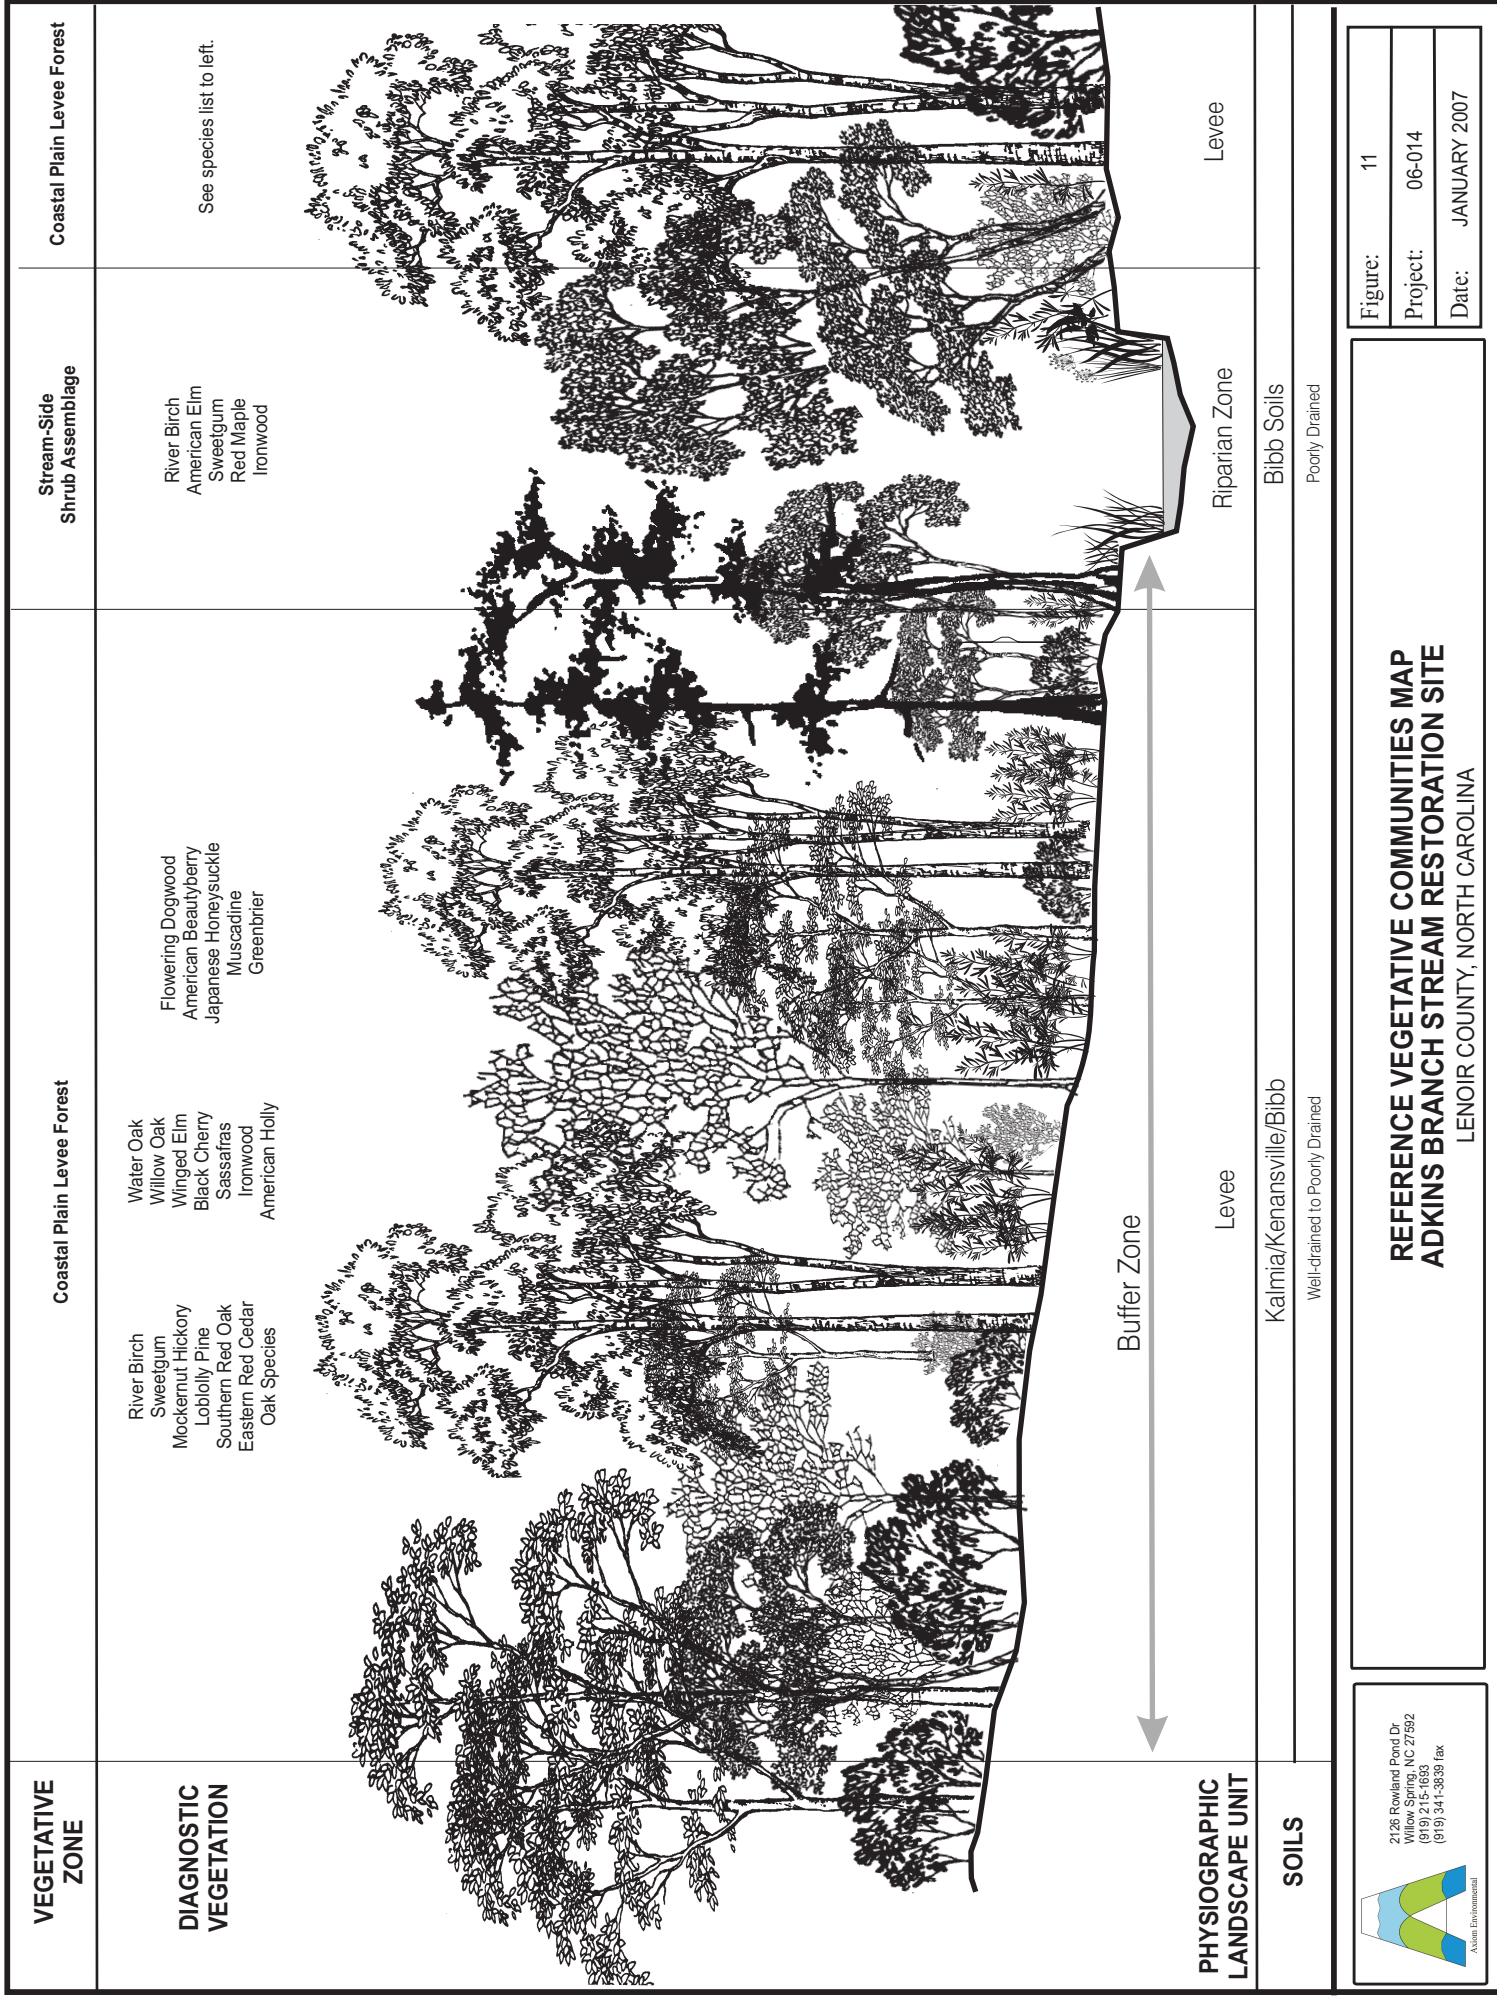 VEGETATIVE
ZONE
Coastal Plain Levee Forest
Stream-Side
Shrub Assemblage
Coastal Plain Levee Forest
DIAGNOSTIC
VEGETATION
River Birch
Sweetgum
Mockernut Hickory
Loblolly Pine
Southern Red Oak
Eastern Red Cedar
Oak Species
Water Oak
Willow Oak
Winged Elm
Black Cherry
Sassafras
Ironwood
American Holly
Flowering Dogwood
American Beautyberry
Japanese Honeysuckle
Muscadine
Greenbrier
River Birch
American Elm
Sweetgum
Red Maple
Ironwood
See species list to left.
Buffer Zone
PHYSIOGRAPHIC
LANDSCAPE UNIT
Levee
Riparian Zone
Levee
SOILS
Kalmia/Kenansville/Bibb
Well-drained to Poorly Drained
Bibb Soils
Poorly Drained
Axiom Environmental
2126 Rowland Pond Dr
Willow Spring, NC 27592
(919) 215-1693
(919) 341-3839 fax
REFERENCE VEGETATIVE COMMUNITIES MAP
ADKINS BRANCH STREAM RESTORATION SITE
LENOIR COUNTY, NORTH CAROLINA
Figure: 11
Project: 06-014
Date: JANUARY 2007